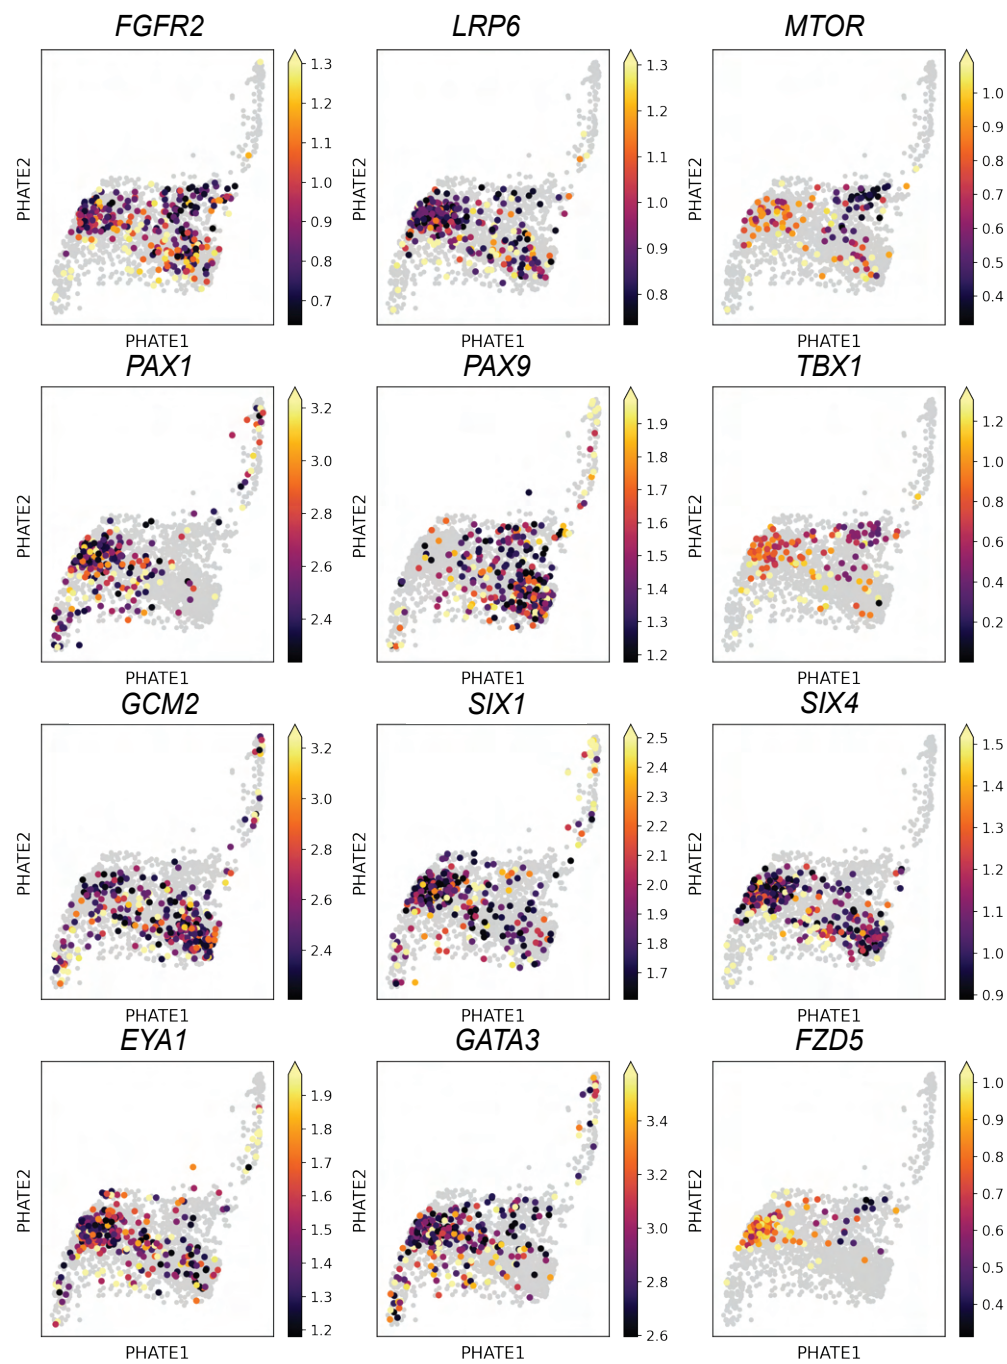 FGFR2 LRP6 MTOR
1.3 1.3 1.0
1.2 1.2 0.9
1.1 1.1 0.8
1.0 1.0 0.7
0.9 0.9 0.6
0.8 0.8 0.5
0.7 0.4
PHATE2 PHATE2 PHATE2
PHATE1 PHATE1 PHATE1
PAX1 PAX9 TBX1
3.2 1.9 1.2
3.0 1.8 1.0
2.8 1.7 0.8
2.6 1.6 0.6
2.4 1.5 0.4
1.4 0.2
1.3
1.2
PHATE2 PHATE2 PHATE2
PHATE1 PHATE1 PHATE1
GCM2 SIX1 SIX4
3.2 2.5 1.5
3.0 2.4 1.4
2.8 2.3 1.3
2.6 2.2 1.2
2.4 2.1 1.1
2.0 1.0
1.9 0.9
1.8
1.7
PHATE2 PHATE2 PHATE2
PHATE1 PHATE1 PHATE1
EYA1 GATA3 FZD5
1.9 3.4 1.0
1.8 3.2 0.9
1.7 3.0 0.8
1.6 2.8 0.7
1.5 2.6 0.6
1.4 0.5
1.3 0.4
1.2
PHATE2 PHATE2 PHATE2
PHATE1 PHATE1 PHATE1